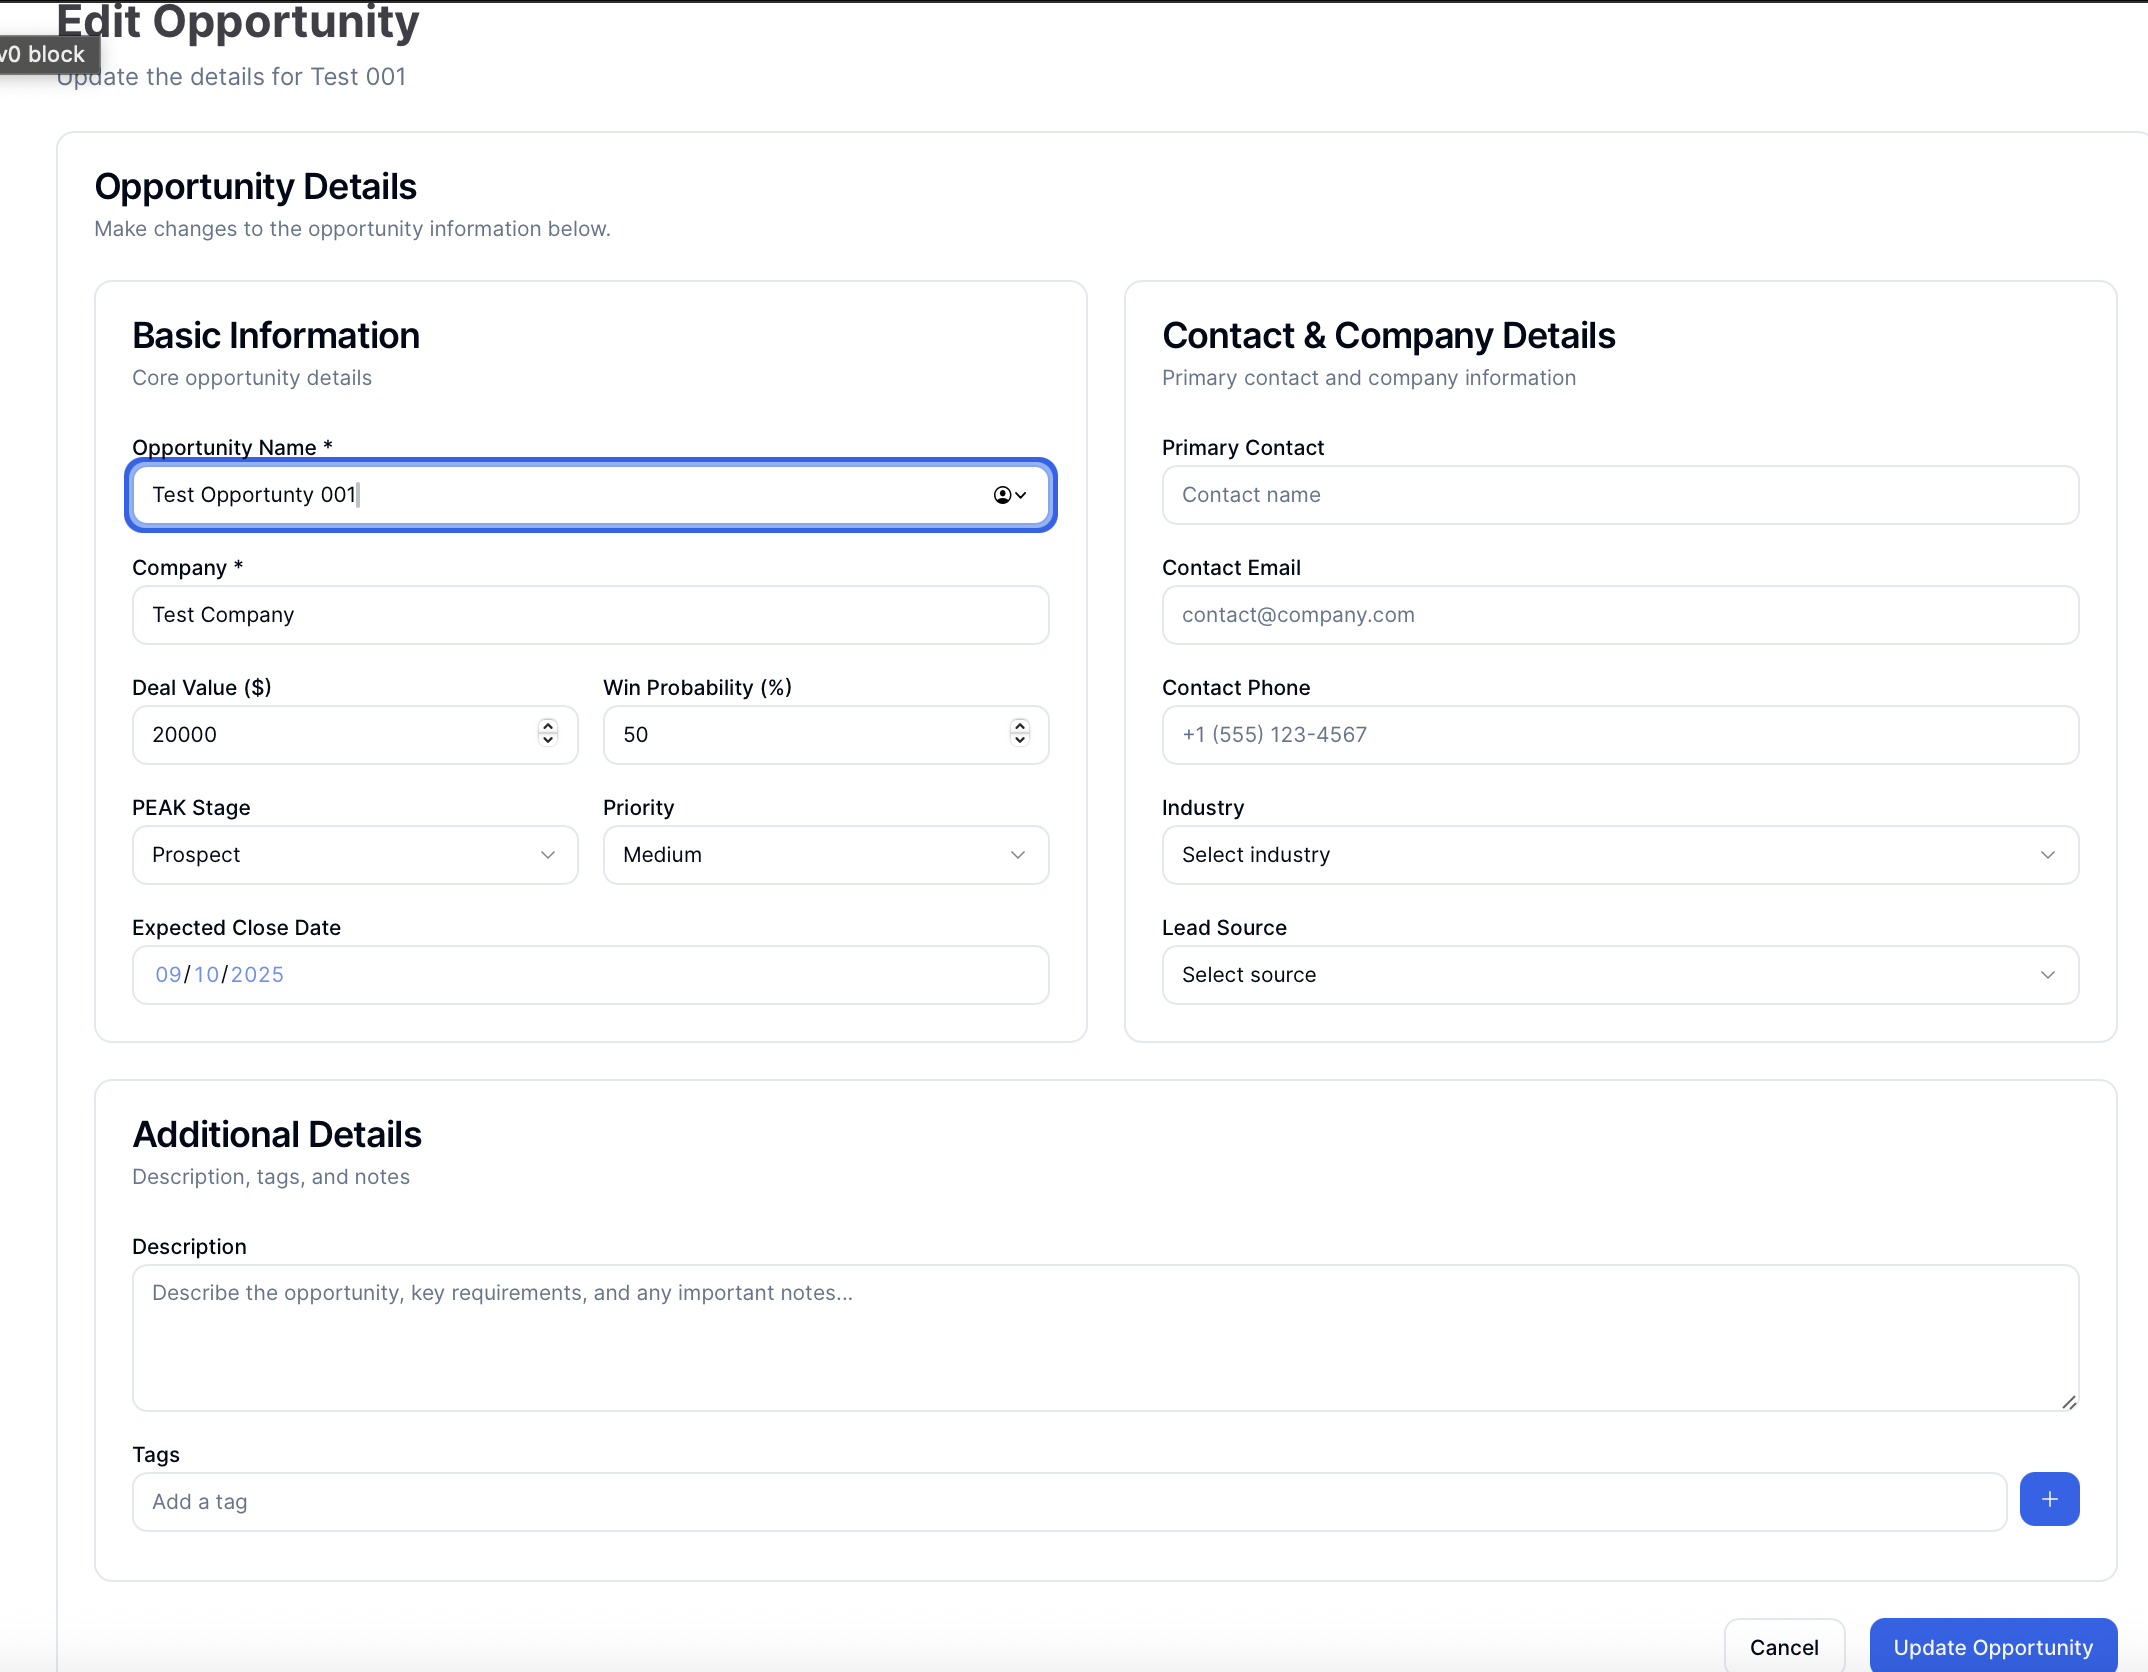 Edit Opportunity
v0 block
Update the details for Test 001
Opportunity Details
Make changes to the opportunity information below.
Basic Information
Core opportunity details
Opportunity Name *
Test Opportunty 001
Company *
Test Company
Deal Value ($)
Win Probability (%)
20000
50
PEAK Stage
Priority
Prospect
Medium
Expected Close Date
09/10/2025
Contact & Company Details
Primary contact and company information
Primary Contact
Contact name
Contact Email
contact@company.com
Contact Phone
+1 (555) 123-4567
Industry
Select industry
Lead Source
Select source
Additional Details
Description, tags, and notes
Description
Describe the opportunity, key requirements, and any important notes...
Tags
Add a tag
Cancel
Update Opportunity